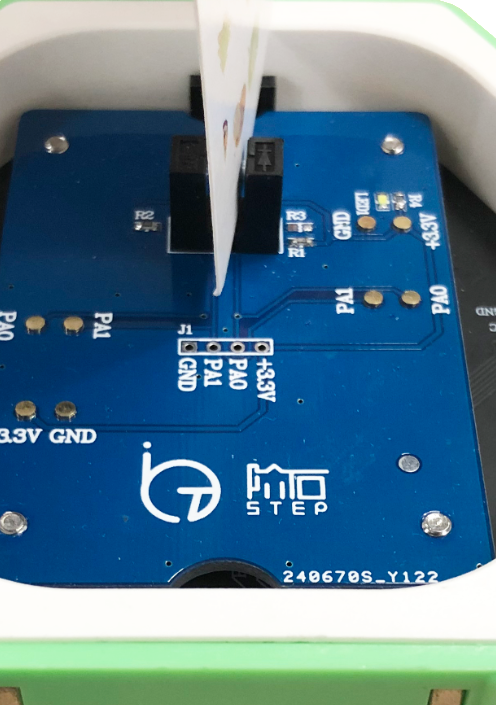 R2
R3
R1
LED1
R4
GND
+3.3V
PA0
PA1
PA1
PA0
J1
GND
PA1
PA0
+3.3V
3.3V GND
STEP
240670S_Y122